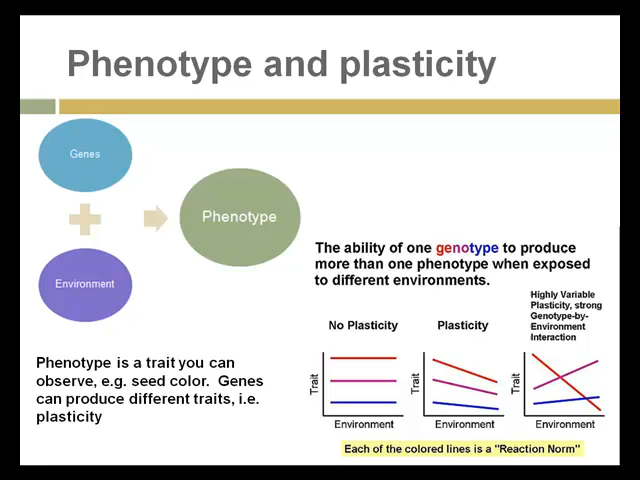 Phenotype and plasticity
Genes
Phenotype
Environment
The ability of one genotype to produce
more than one phenotype when exposed
to different environments.
Highly Variable
Plasticity, strong
Genotype-by-
Environment
Interaction
No Plasticity
Plasticity
Trait
Environment
Trait
Environment
Trait
Environment
Each of the colored lines is a "Reaction Norm"
Phenotype is a trait you can
observe, e.g. seed color. Genes
can produce different traits, i.e.
plasticity